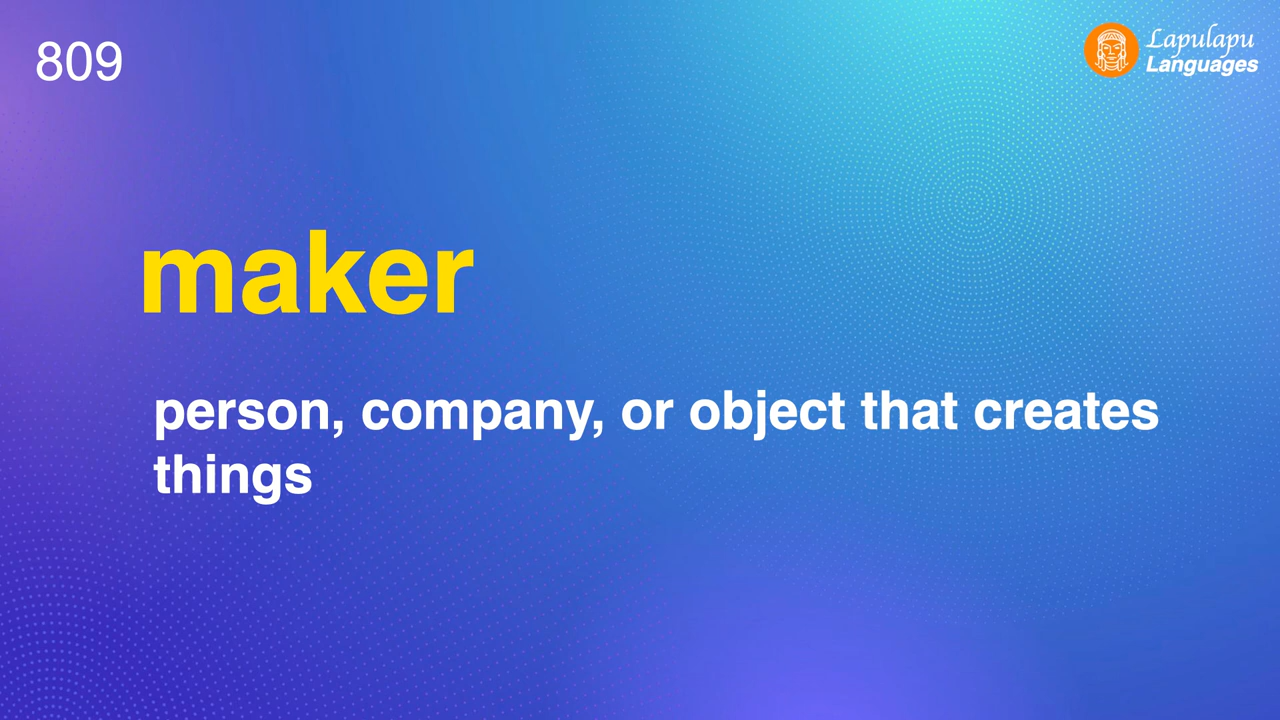 809
Lapulapu
Languages
maker
person, company, or object that creates
things